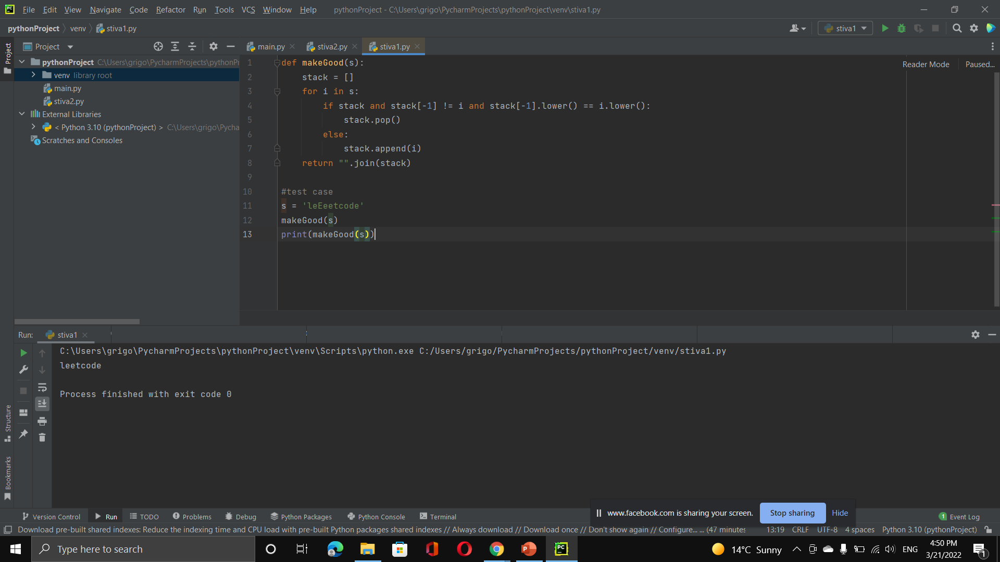 File Edit View Navigate Code Refactor Run Tools VCS Window Help pythonProject - C:\Users\grigo\PycharmProjects\pythonProject\venv\stiva1.py
pythonProject venv stiva1.py stiva1
Project Project main.py stiva2.py stiva1.py
pythonProject C:\Users\grigo\PycharmProjects\pythonP
venv library root
main.py
stiva2.py
External Libraries
< Python 3.10 (pythonProject) > C:\Users\grigo\Pycha
Scratches and Consoles
Reader Mode Paused...
1 def makeGood(s):
2 stack = []
3 for i in s:
4 if stack and stack[-1] != i and stack[-1].lower() == i.lower():
5 stack.pop()
6 else:
7 stack.append(i)
8 return "".join(stack)
9
10 #test case
11 s = 'leEeetcode'
12 makeGood(s)
13 print(makeGood(s))
Run: stiva1
C:\Users\grigo\PycharmProjects\pythonProject\venv\Scripts\python.exe C:/Users/grigo/PycharmProjects/pythonProject/venv/stiva1.py
leetcode
Process finished with exit code 0
Structure
Bookmarks
www.facebook.com is sharing your screen. Stop sharing Hide
Version Control Run TODO Problems Debug Python Packages Python Console Terminal 1 Event Log
Download pre-built shared indexes: Reduce the indexing time and CPU load with pre-built Python packages shared indexes // Always download // Download once // Don't show again // Configure... ... (47 minutes 13:19 CRLF UTF-8 4 spaces Python 3.10 (pythonProject)
Type here to search 14°C Sunny ENG 4:50 PM
3/21/2022 1